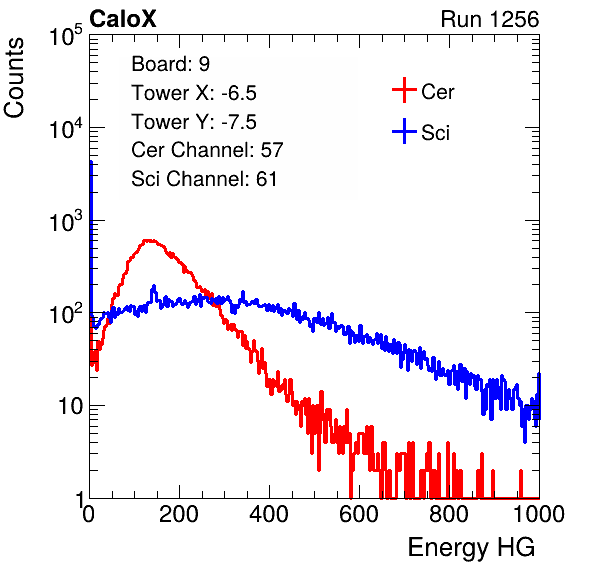 CaloX Run 1256
Counts
10^5
10^4
10^3
10^2
10
1
Board: 9
Tower X: -6.5
Tower Y: -7.5
Cer Channel: 57
Sci Channel: 61
Cer
Sci
0 200 400 600 800 1000
Energy HG